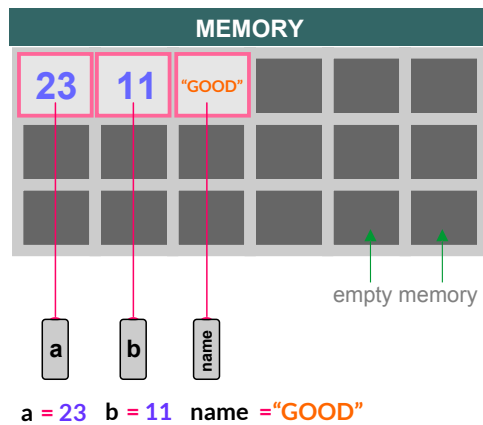 MEMORY
23 11 “GOOD”
empty memory
a b name
a = 23 b = 11 name =“GOOD”